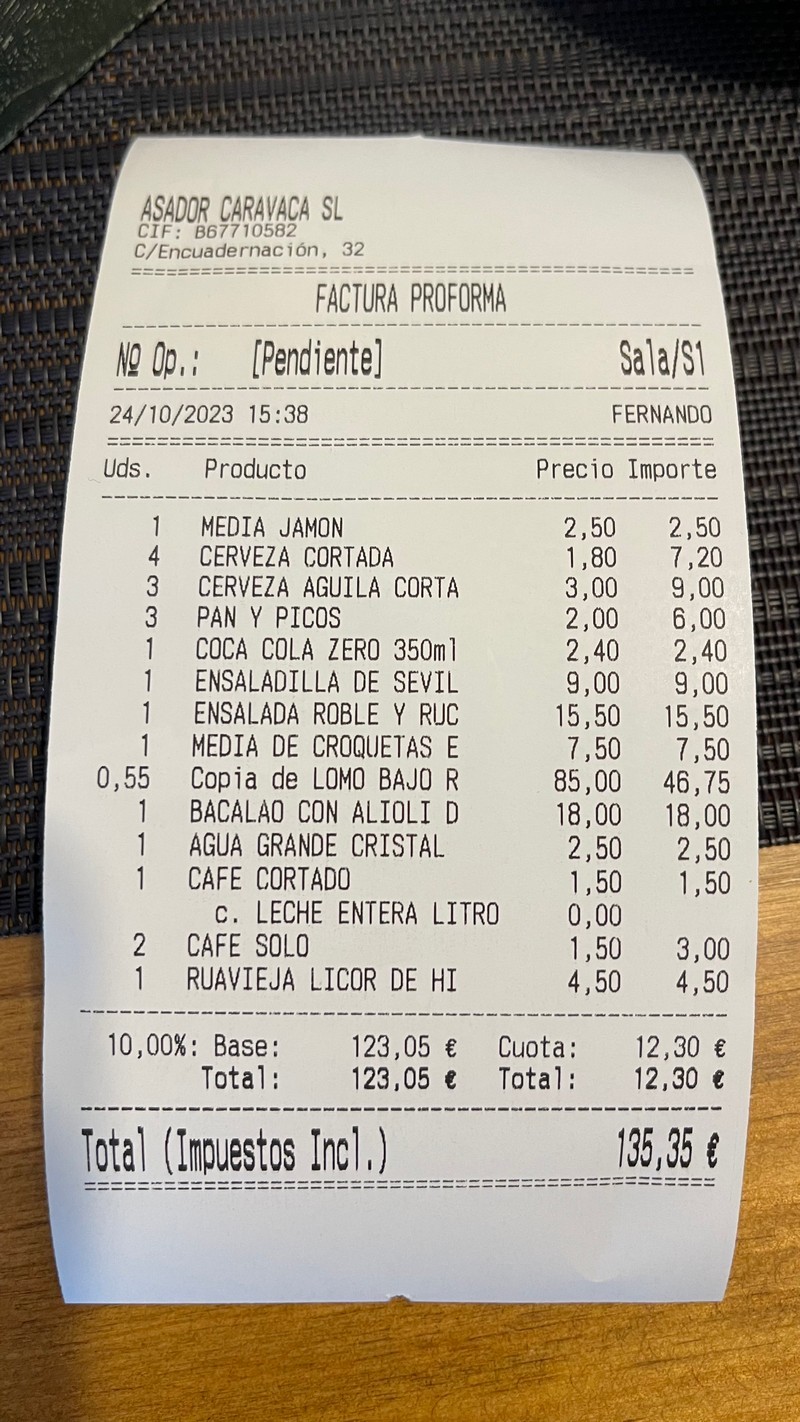 ASADOR CARAVACA SL
CIF: B67710582
C/Encuadernación, 32
FACTURA PROFORMA
Nº Op.: [Pendiente] Sala/S1
24/10/2023 15:38 FERNANDO
Uds. Producto Precio Importe
1 MEDIA JAMON 2,50 2,50
4 CERVEZA CORTADA 1,80 7,20
3 CERVEZA AGUILA CORTA 3,00 9,00
3 PAN Y PICOS 2,00 6,00
1 COCA COLA ZERO 350ml 2,40 2,40
1 ENSALADILLA DE SEVIL 9,00 9,00
1 ENSALADA ROBLE Y RUC 15,50 15,50
1 MEDIA DE CROQUETAS E 7,50 7,50
0,55 Copia de LOMO BAJO R 85,00 46,75
1 BACALAO CON ALIOLI D 18,00 18,00
1 AGUA GRANDE CRISTAL 2,50 2,50
1 CAFE CORTADO 1,50 1,50
c. LECHE ENTERA LITRO 0,00
2 CAFE SOLO 1,50 3,00
1 RUAVIEJA LICOR DE HI 4,50 4,50
10,00%: Base: 123,05 € Cuota: 12,30 €
Total: 123,05 € Total: 12,30 €
Total (Impuestos Incl.) 135,35 €